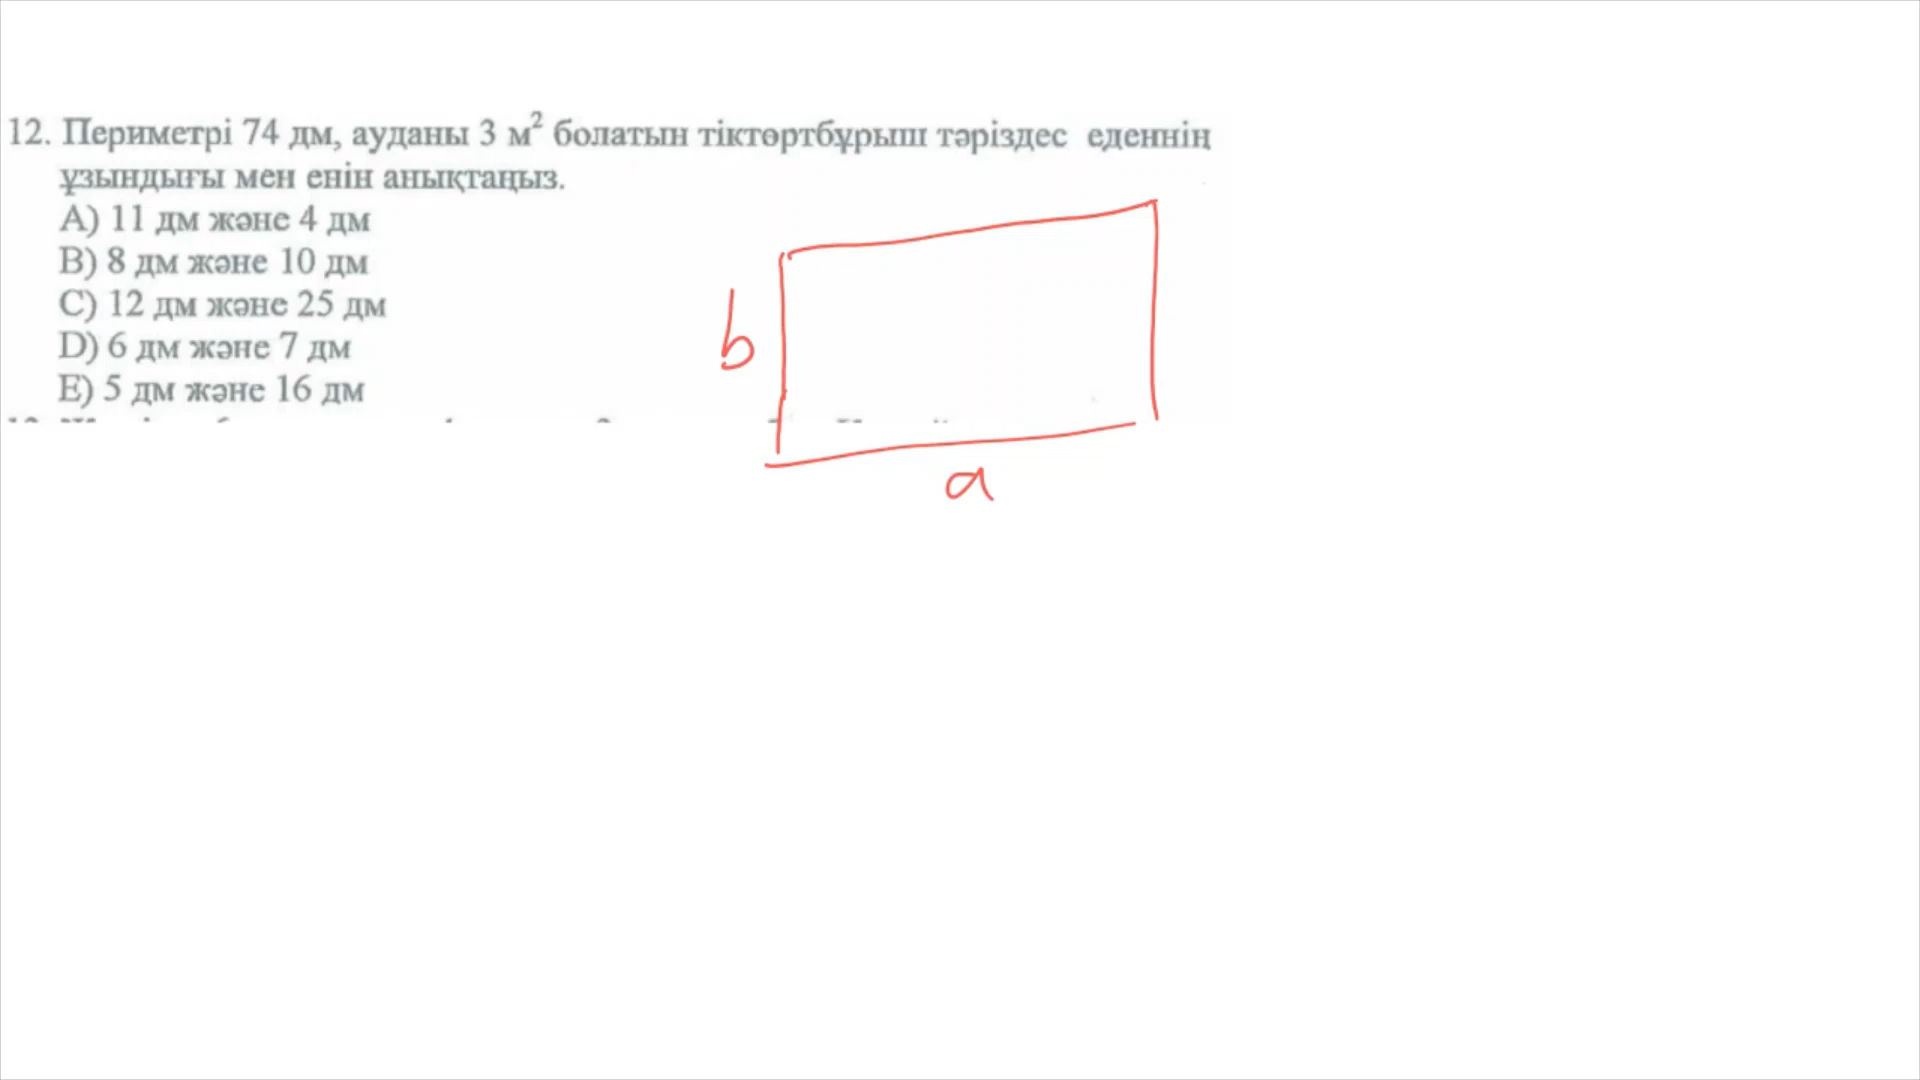 12. Периметрі 74 дм, ауданы 3 м² болатын тіктөртбұрыш тәріздес еденнің
ұзындығы мен енін анықтаңыз.
A) 11 дм және 4 дм
B) 8 дм және 10 дм
C) 12 дм және 25 дм
D) 6 дм және 7 дм
E) 5 дм және 16 дм
b
a